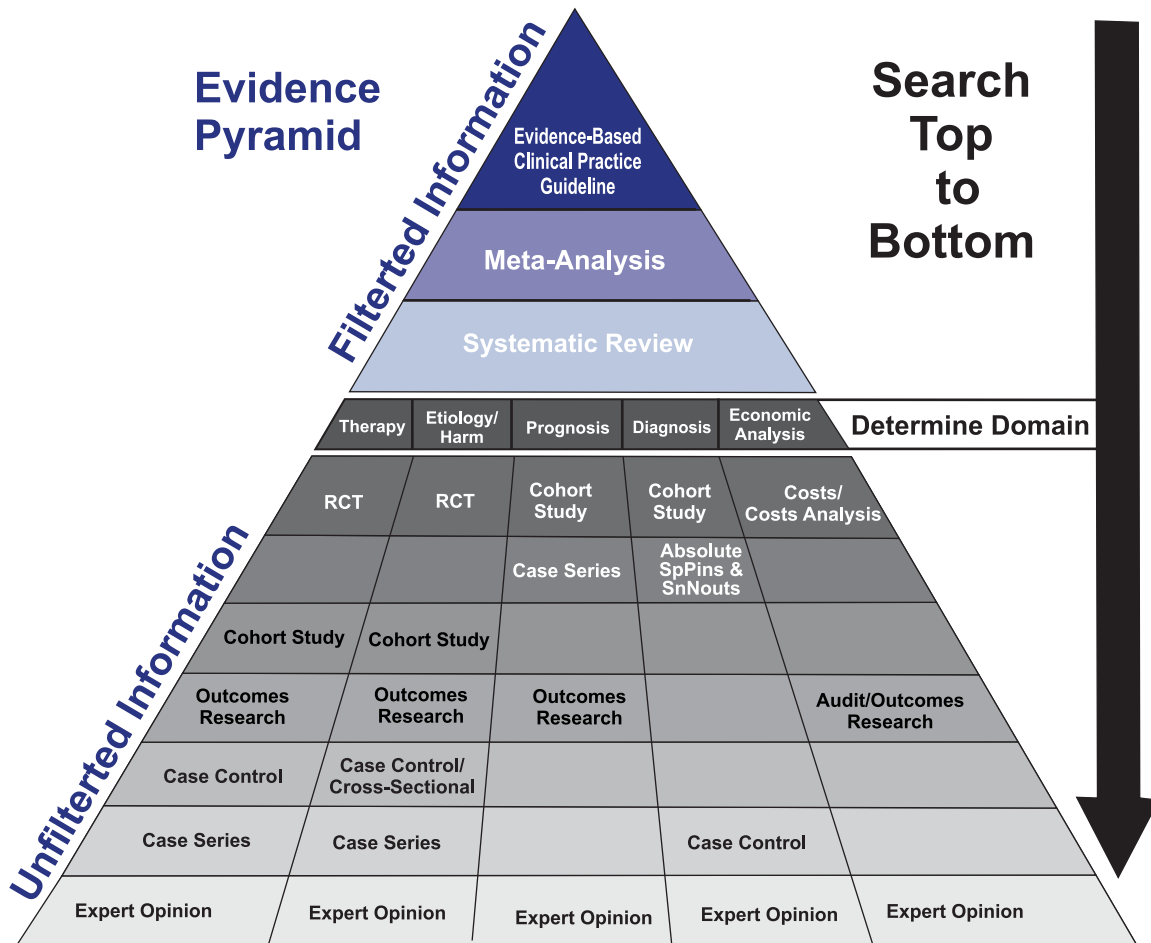 Evidence
Pyramid
Filterted Information
Search
Top
to
Bottom
Evidence-Based
Clinical Practice
Guideline
Meta-Analysis
Systematic Review
Therapy
Etiology/
Harm
Prognosis
Diagnosis
Economic
Analysis
Determine Domain
Unfilterted Information
RCT
RCT
Cohort
Study
Cohort
Study
Costs/
Costs Analysis
Case Series
Absolute
SpPins &
SnNouts
Cohort Study
Cohort Study
Outcomes
Research
Outcomes
Research
Outcomes
Research
Audit/Outcomes
Research
Case Control
Case Control/
Cross-Sectional
Case Series
Case Series
Case Control
Expert Opinion
Expert Opinion
Expert Opinion
Expert Opinion
Expert Opinion